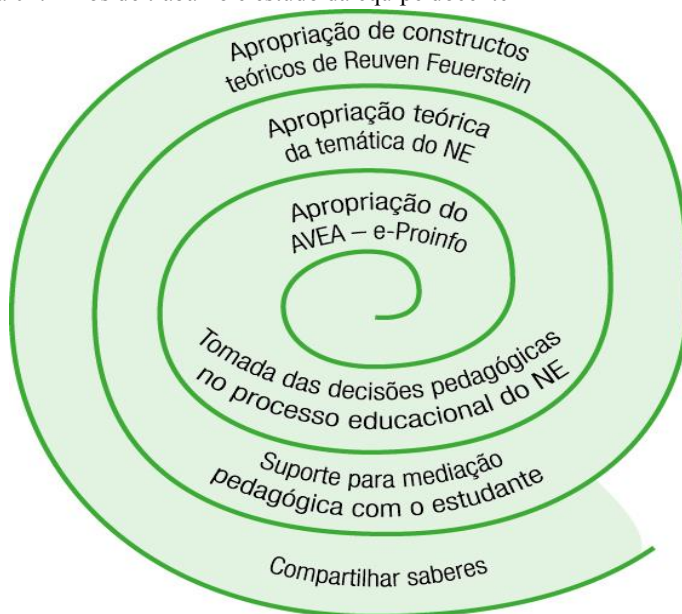 Apropriação de constructos
teóricos de Reuven Feuerstein
Apropriação teórica
da temática do NE
Apropriação do
AVEA – e-Proinfo
Tomada das decisões pedagógicas
no processo educacional do NE
Suporte para mediação
pedagógica com o estudante
Compartilhar saberes